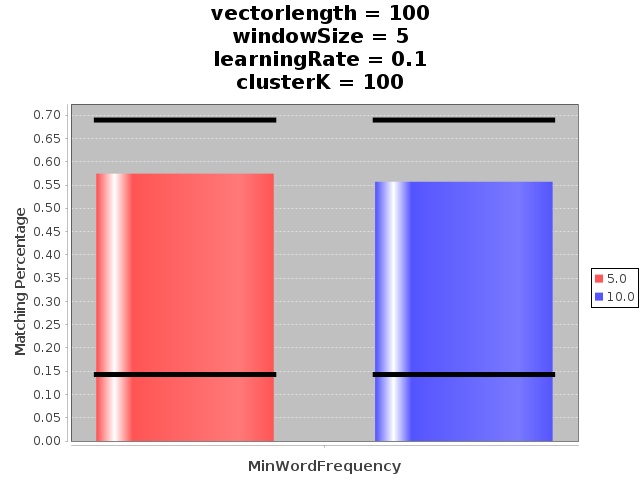 vectorlength = 100
windowSize = 5
learningRate = 0.1
clusterK = 100
0.70
0.65
0.60
0.55
0.50
0.45
0.40
0.35
0.30
0.25
0.20
0.15
0.10
0.05
0.00
Matching Percentage
MinWordFrequency
5.0
10.0